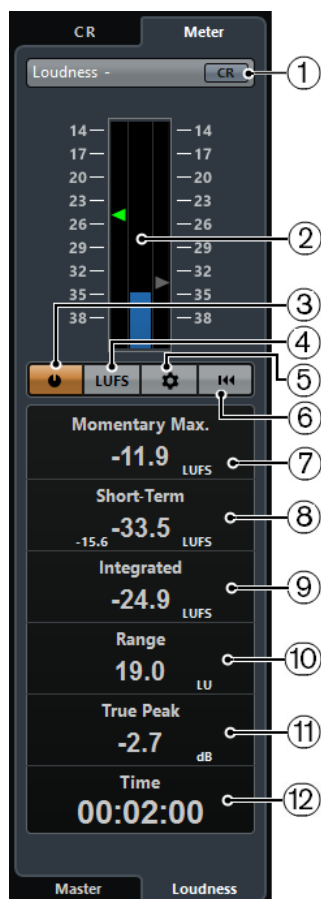 CR Meter
Loudness - CR ①
14 14
17 17
20 20
23 23
26 26
29 29 ②
32 32
35 35
38 38
③
④
LUFS
⑤
⑥
Momentary Max.
-11.9 LUFS ⑦
Short-Term
-15.6 -33.5 LUFS ⑧
Integrated
-24.9 LUFS ⑨
Range
19.0 LU ⑩
True Peak
-2.7 dB ⑪
Time
00:02:00 ⑫
Master Loudness